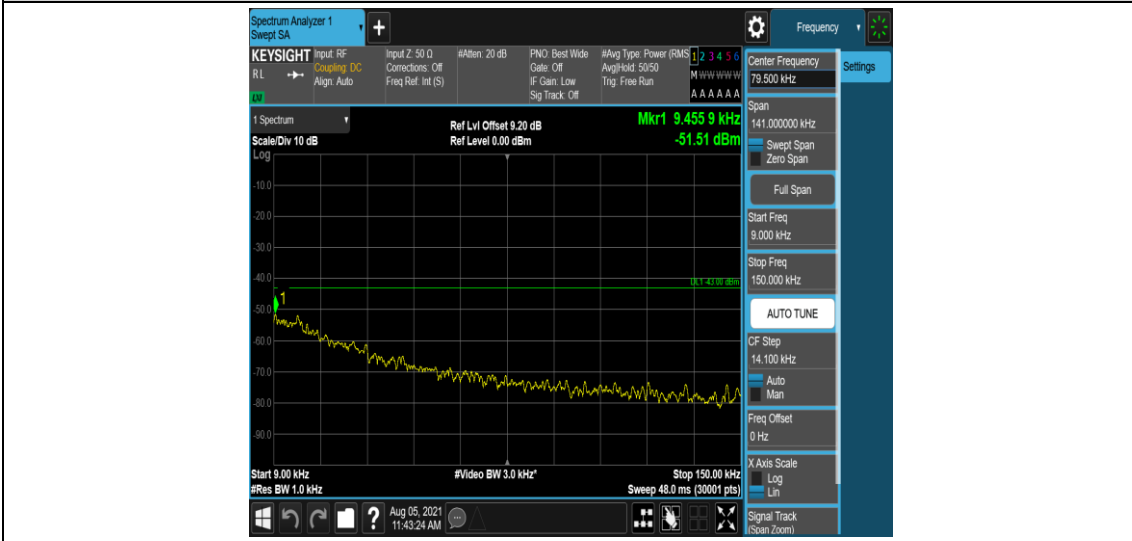 Spectrum Analyzer 1
Swept SA
+
Frequency
KEYSIGHT
RL
Input: RF
Coupling: DC
Align: Auto
Input Z: 50 Ω
Corrections: Off
Freq Ref: Int (S)
#Atten: 20 dB
PNO: Best Wide
Gate: Off
IF Gain: Low
Sig Track: Off
#Avg Type: Power (RMS
Avg|Hold: 50/50
Trig: Free Run
1 2 3 4 5 6
M W W W W W
A A A A A A
1 Spectrum
Scale/Div 10 dB
Ref Lvl Offset 9.20 dB
Ref Level 0.00 dBm
Mkr1 9.455 9 kHz
-51.51 dBm
Log
-10.0
-20.0
-30.0
-40.0
DL1 -43.00 dBm
1
-50.0
-60.0
-70.0
-80.0
-90.0
Start 9.00 kHz
#Res BW 1.0 kHz
#Video BW 3.0 kHz*
Stop 150.00 kHz
Sweep 48.0 ms (30001 pts)
?
Aug 05, 2021
11:43:24 AM
Center Frequency
79.500 kHz
Settings
Span
141.000000 kHz
Swept Span
Zero Span
Full Span
Start Freq
9.000 kHz
Stop Freq
150.000 kHz
AUTO TUNE
CF Step
14.100 kHz
Auto
Man
Freq Offset
0 Hz
X Axis Scale
Log
Lin
Signal Track
(Span Zoom)